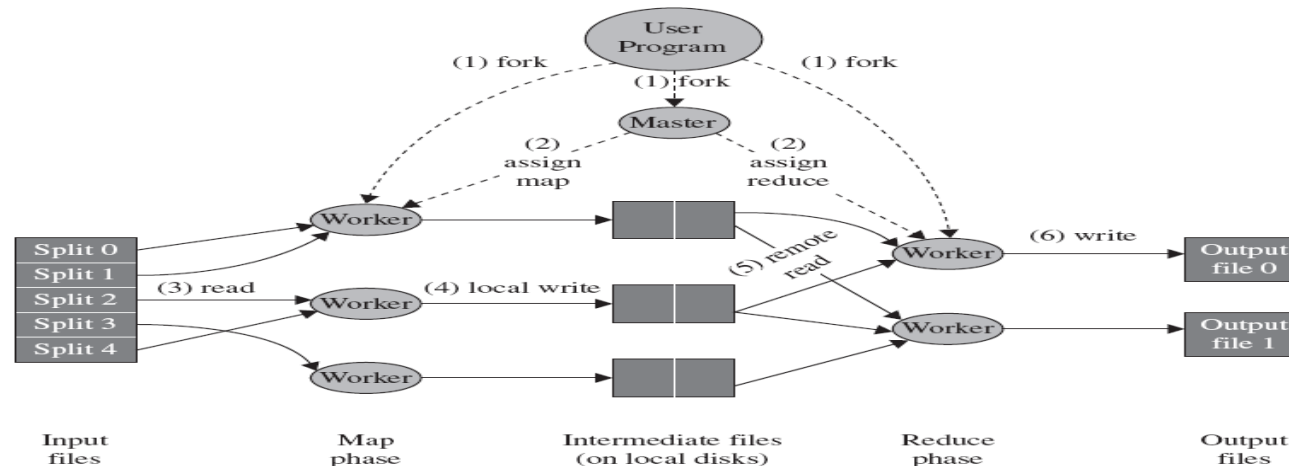 User
Program
(1) fork
(1) fork
(1) fork
Master
(2)
assign
map
(2)
assign
reduce
Worker
Split 0
Split 1
Split 2
Split 3
Split 4
(3) read
Worker
(4) local write
Worker
(5) remote
read
Worker
(6) write
Output
file 0
Worker
Output
file 1
Input
files
Map
phase
Intermediate files
(on local disks)
Reduce
phase
Output
files